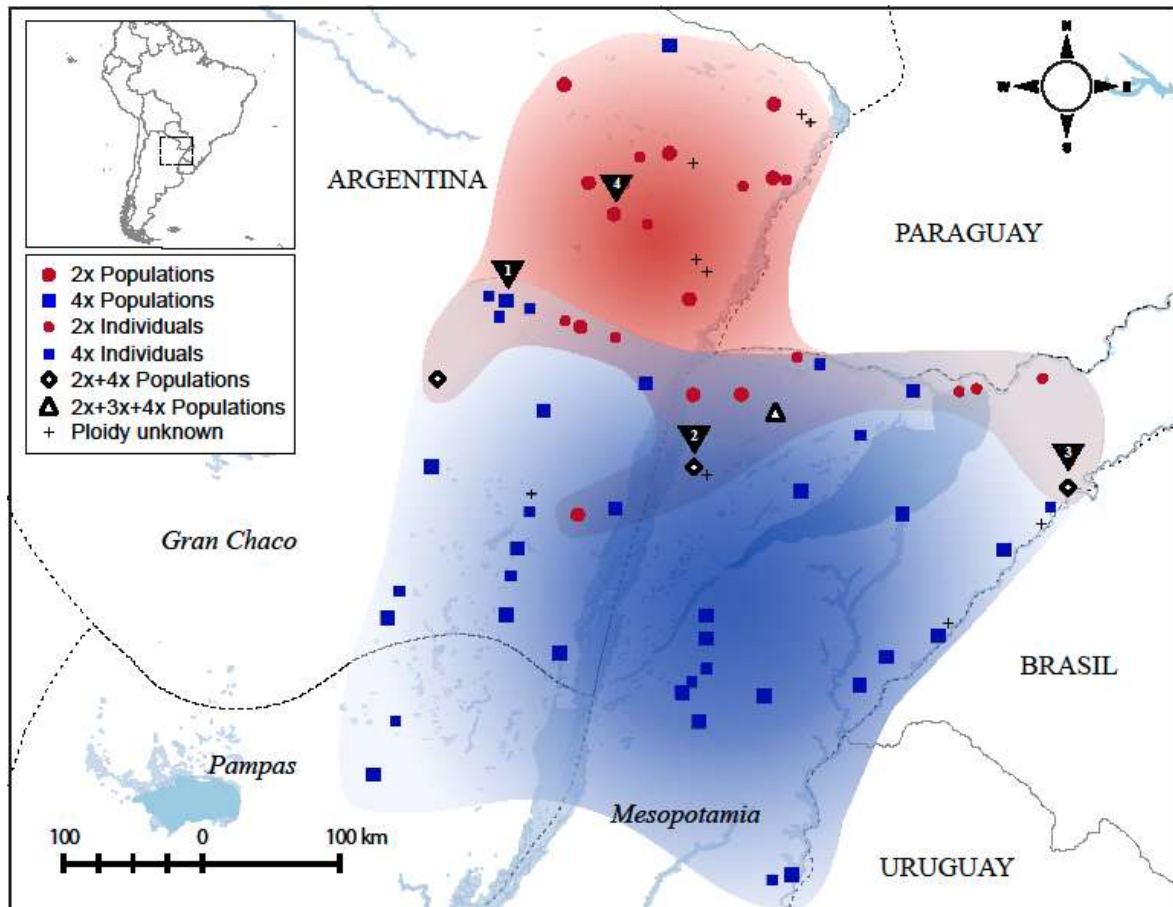 N
W
E
S
ARGENTINA
4
PARAGUAY
2x Populations
4x Populations
2x Individuals
4x Individuals
2x+4x Populations
2x+3x+4x Populations
Ploidy unknown
1
2
3
Gran Chaco
BRASIL
Pampas
Mesopotamia
100 0 100 km
URUGUAY